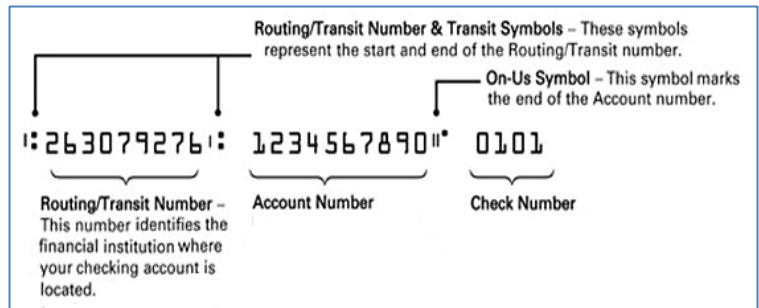 Routing/Transit Number & Transit Symbols – These symbols
represent the start and end of the Routing/Transit number.
On-Us Symbol – This symbol marks
the end of the Account number.
⑆263079276⑆ 1234567890⑈ 0101
Routing/Transit Number –
This number identifies the
financial institution where
your checking account is
located.
Account Number
Check Number